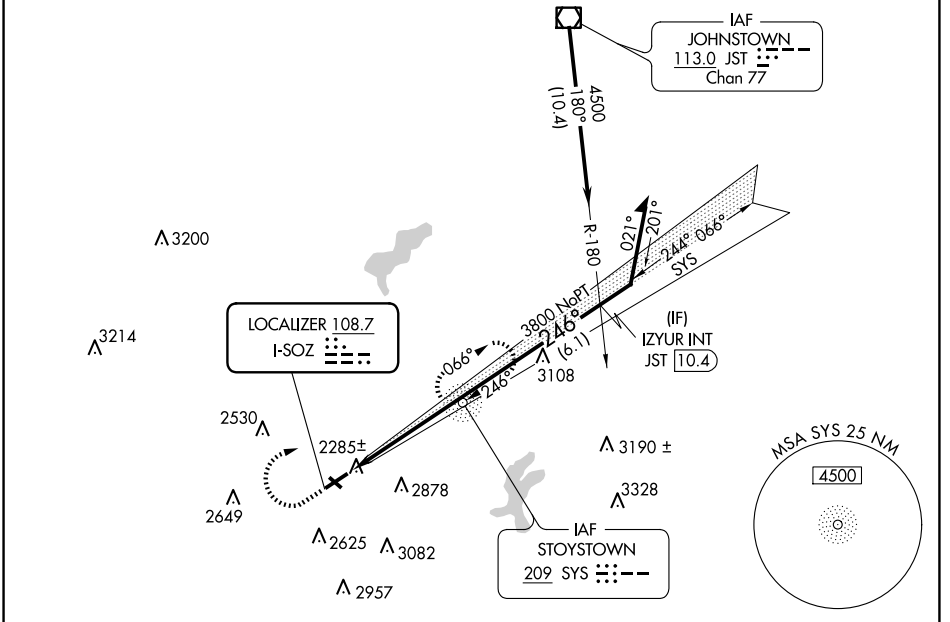 IAF
JOHNSTOWN
113.0 JST
Chan 77
4500
180°
(10.4)
R-180
021°
201°
244° 066°
SYS
3200
3214
3800 NoPT
246°
(6.1)
(IF)
IZYUR INT
JST 10.4
LOCALIZER 108.7
I-SOZ
066°
246°
3108
2530
2285±
3190 ±
MSA SYS 25 NM
4500
2649
2878
3328
2625
3082
2957
IAF
STOYSTOWN
209 SYS